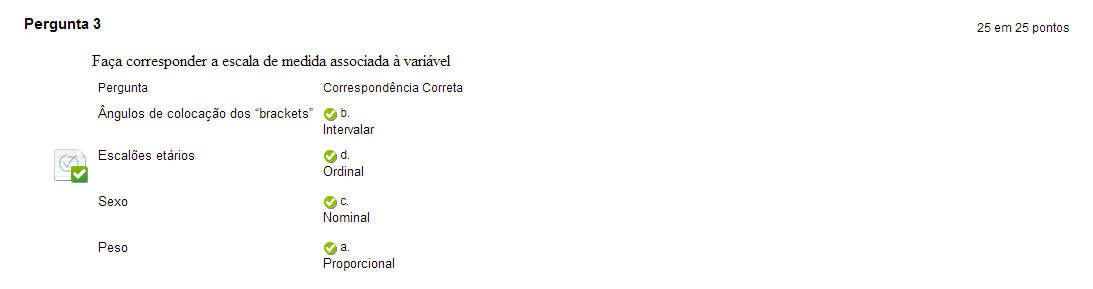 Pergunta 3
25 em 25 pontos
Faça corresponder a escala de medida associada à variável
Pergunta Correspondência Correta
Ângulos de colocação dos “brackets” b.
Intervalar
Escalões etários d.
Ordinal
Sexo c.
Nominal
Peso a.
Proporcional